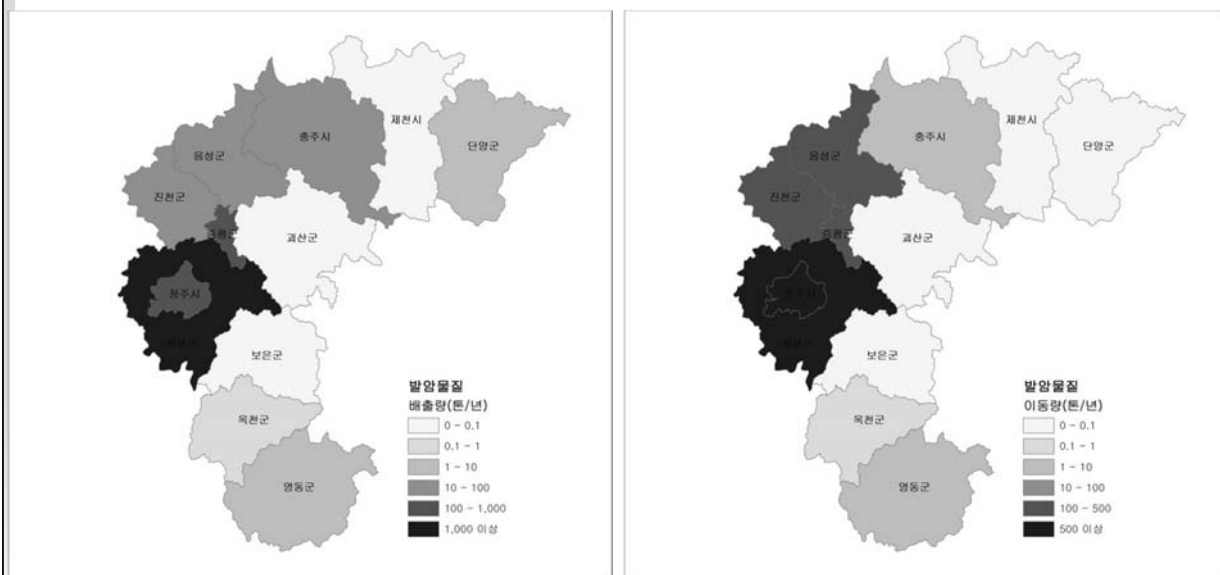 제천시
충주시
단양군
음성군
진천군
증평군
괴산군
청주시
보은군
옥천군
영동군
발암물질
배출량(톤/년)
0 - 0.1
0.1 - 1
1 - 10
10 - 100
100 - 1,000
1,000 이상
제천시
충주시
단양군
음성군
진천군
증평군
괴산군
청주시
보은군
옥천군
영동군
발암물질
이동량(톤/년)
0 - 0.1
0.1 - 1
1 - 10
10 - 100
100 - 500
500 이상